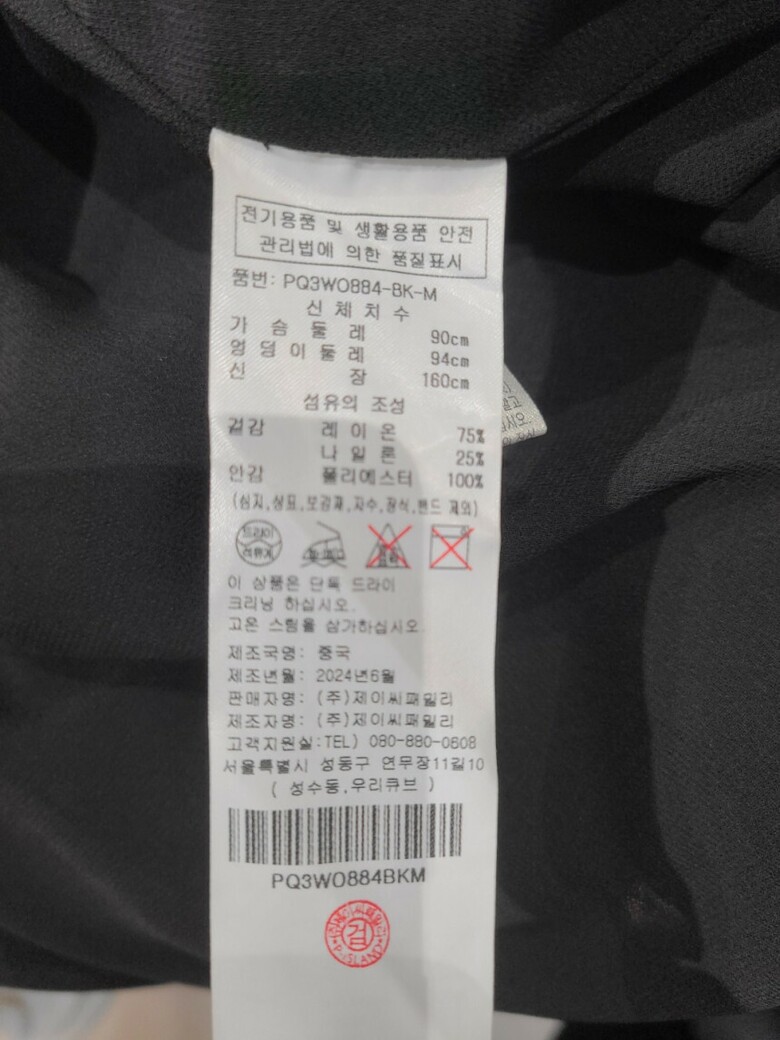 전기용품 및 생활용품 안전
관리법에 의한 품질표시
품번: PQ3WO884-BK-M
신체치수
가슴둘레 90cm
엉덩이둘레 94cm
신장 160cm
섬유의 조성
겉감 레이온 75%
나일론 25%
안감 폴리에스터 100%
(심지,상표,보강재,자수,장식,밴드 제외)
드라이
석유계
이 상품은 단독 드라이
크리닝 하십시오.
고온 스팀을 삼가하십시오.
제조국명: 중국
제조년월: 2024년6월
판매자명: (주)제이씨패밀리
제조자명: (주)제이씨패밀리
고객지원실:TEL) 080-880-0608
서울특별시 성동구 연무장11길10
(성수동,우리큐브)
PQ3WO884BKM
검